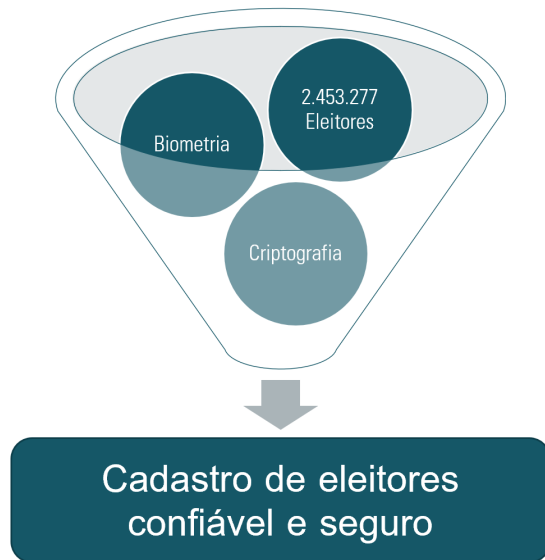 2.453.277
Eleitores
Biometria
Criptografia
Cadastro de eleitores
confiável e seguro